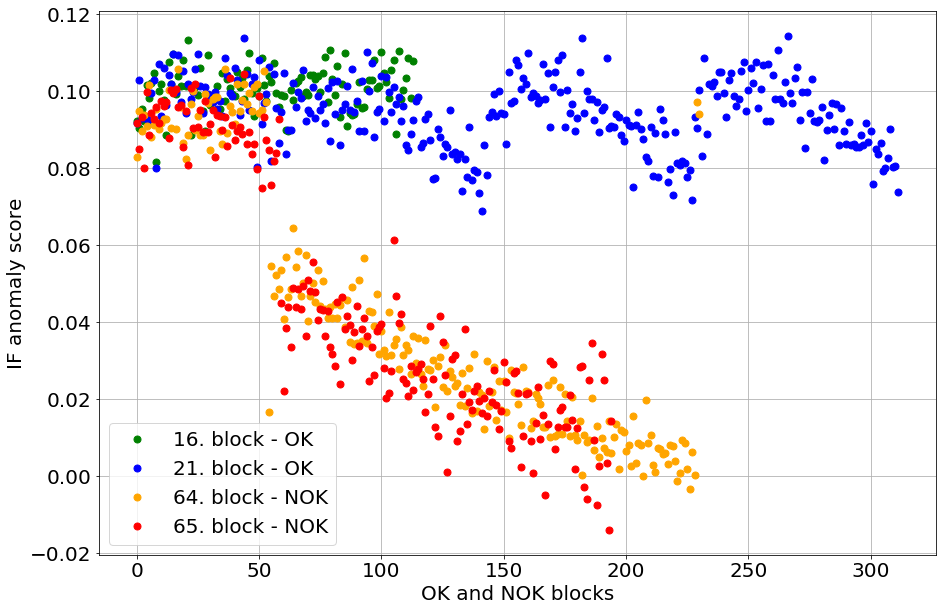 0.12
0.10
0.08
0.06
0.04
0.02
0.00
−0.02
IF anomaly score
16. block - OK
21. block - OK
64. block - NOK
65. block - NOK
0 50 100 150 200 250 300
OK and NOK blocks